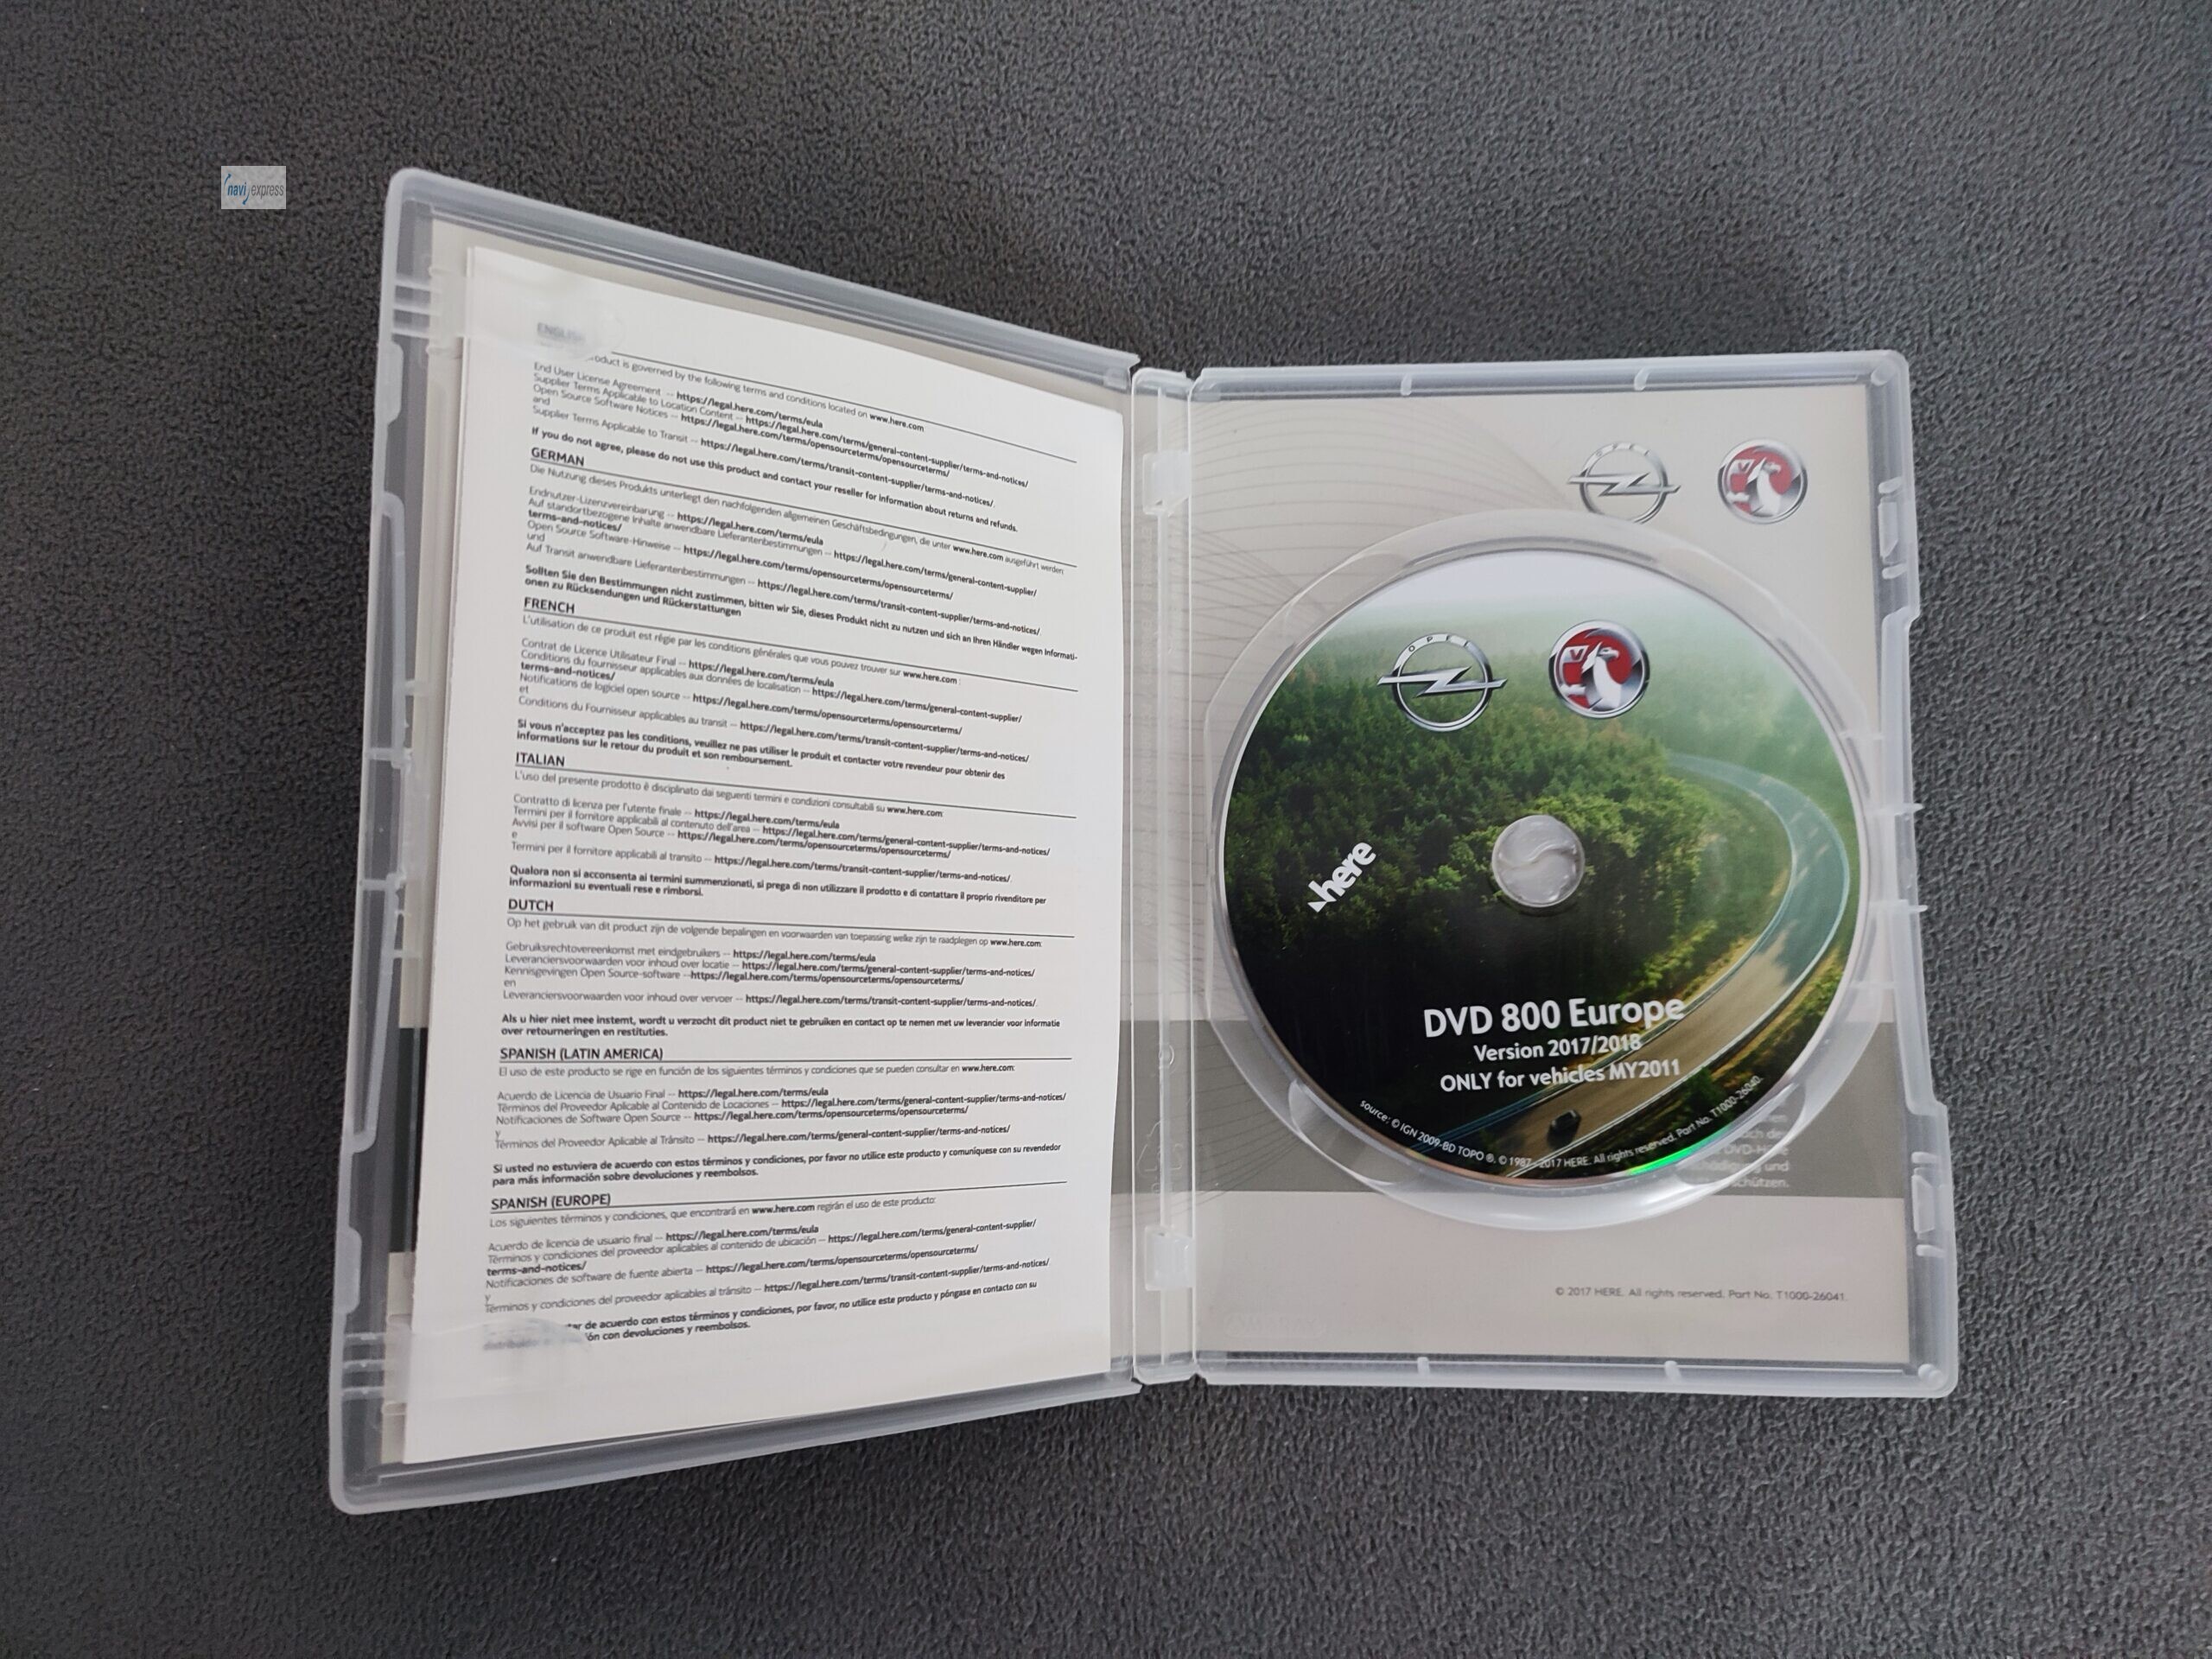 navi express
ENGLISH
oduct is governed by the following terms and conditions located on www.here.com
End User License Agreement -- https://legal.here.com/terms/eula
Supplier Terms Applicable to Location Content -- https://legal.here.com/terms/general-content-supplier/terms-and-notices/
Open Source Software Notices -- https://legal.here.com/terms/opensourceterms/opensourceterms/
and
Supplier Terms Applicable to Transit -- https://legal.here.com/terms/transit-content-supplier/terms-and-notices/.
If you do not agree, please do not use this product and contact your reseller for information about returns and refunds.
GERMAN
Die Nutzung dieses Produkts unterliegt den nachfolgenden allgemeinen Geschäftsbedingungen, die unter www.here.com ausgeführt werden
Endnutzer-Lizenzvereinbarung -- https://legal.here.com/terms/eula
Auf standortbezogene Inhalte anwendbare Lieferantenbestimmungen -- https://legal.here.com/terms/general-content-supplier/
terms-and-notices/
Open Source Software-Hinweise -- https://legal.here.com/terms/opensourceterms/opensourceterms/
und
Auf Transit anwendbare Lieferantenbestimmungen -- https://legal.here.com/terms/transit-content-supplier/terms-and-notices/
Sollten Sie den Bestimmungen nicht zustimmen, bitten wir Sie, dieses Produkt nicht zu nutzen und sich an Ihren Händler wegen Informati-
onen zu Rücksendungen und Rückerstattungen
FRENCH
L'utilisation de ce produit est régie par les conditions générales que vous pouvez trouver sur www.here.com :
Contrat de Licence Utilisateur Final -- https://legal.here.com/terms/eula
Conditions du fournisseur applicables aux données de localisation -- https://legal.here.com/terms/general-content-supplier/
terms-and-notices/
Notifications de logiciel open source -- https://legal.here.com/terms/opensourceterms/opensourceterms/
et
Conditions du Fournisseur applicables au transit -- https://legal.here.com/terms/transit-content-supplier/terms-and-notices/
Si vous n'acceptez pas les conditions, veuillez ne pas utiliser le produit et contacter votre revendeur pour obtenir des
informations sur le retour du produit et son remboursement.
ITALIAN
L'uso del presente prodotto è disciplinato dai seguenti termini e condizioni consultabili su www.here.com:
Contratto di licenza per l'utente finale -- https://legal.here.com/terms/eula
Termini per il fornitore applicabili al contenuto dell'area -- https://legal.here.com/terms/general-content-supplier/terms-and-notices/
Avvisi per il software Open Source -- https://legal.here.com/terms/opensourceterms/opensourceterms/
e
Termini per il fornitore applicabili al transito -- https://legal.here.com/terms/transit-content-supplier/terms-and-notices/.
Qualora non si acconsenta ai termini summenzionati, si prega di non utilizzare il prodotto e di contattare il proprio rivenditore per
informazioni su eventuali rese e rimborsi.
DUTCH
Op het gebruik van dit product zijn de volgende bepalingen en voorwaarden van toepassing welke zijn te raadplegen op www.here.com:
Gebruiksrechtovereenkomst met eindgebruikers -- https://legal.here.com/terms/eula
Leveranciersvoorwaarden voor inhoud over locatie -- https://legal.here.com/terms/general-content-supplier/terms-and-notices/
Kennisgevingen Open Source-software --https://legal.here.com/terms/opensourceterms/opensourceterms/
en
Leveranciersvoorwaarden voor inhoud over vervoer -- https://legal.here.com/terms/transit-content-supplier/terms-and-notices/.
Als u hier niet mee instemt, wordt u verzocht dit product niet te gebruiken en contact op te nemen met uw leverancier voor informatie
over retourneringen en restituties.
SPANISH (LATIN AMERICA)
El uso de este producto se rige en función de los siguientes términos y condiciones que se pueden consultar en www.here.com:
Acuerdo de Licencia de Usuario Final -- https://legal.here.com/terms/eula
Términos del Proveedor Aplicable al Contenido de Locaciones -- https://legal.here.com/terms/general-content-supplier/terms-and-notices/
Notificaciones de Software Open Source -- https://legal.here.com/terms/opensourceterms/opensourceterms/
y
Términos del Proveedor Aplicable al Tránsito -- https://legal.here.com/terms/general-content-supplier/terms-and-notices/
Si usted no estuviera de acuerdo con estos términos y condiciones, por favor no utilice este producto y comuníquese con su revendedor
para más información sobre devoluciones y reembolsos.
SPANISH (EUROPE)
Los siguientes términos y condiciones, que encontrará en www.here.com regirán el uso de este producto:
Acuerdo de licencia de usuario final -- https://legal.here.com/terms/eula
Términos y condiciones del proveedor aplicables al contenido de ubicación -- https://legal.here.com/terms/general-content-supplier/
terms-and-notices/
Notificaciones de software de fuente abierta -- https://legal.here.com/terms/opensourceterms/opensourceterms/
y
Términos y condiciones del proveedor aplicables al tránsito -- https://legal.here.com/terms/transit-content-supplier/terms-and-notices/.
de acuerdo con estos términos y condiciones, por favor, no utilice este producto y póngase en contacto con su
con devoluciones y reembolsos.
OPEL
OPEL
V
here
DVD 800 Europe
Version 2017/2018
ONLY for vehicles MY2011
source: © IGN 2009-BD TOPO ®. © 1987-2017 HERE. All rights reserved. Part No. T1000-26040.
DVD-H
und
schützen.
© 2017 HERE. All rights reserved. Part No. T1000-26041.